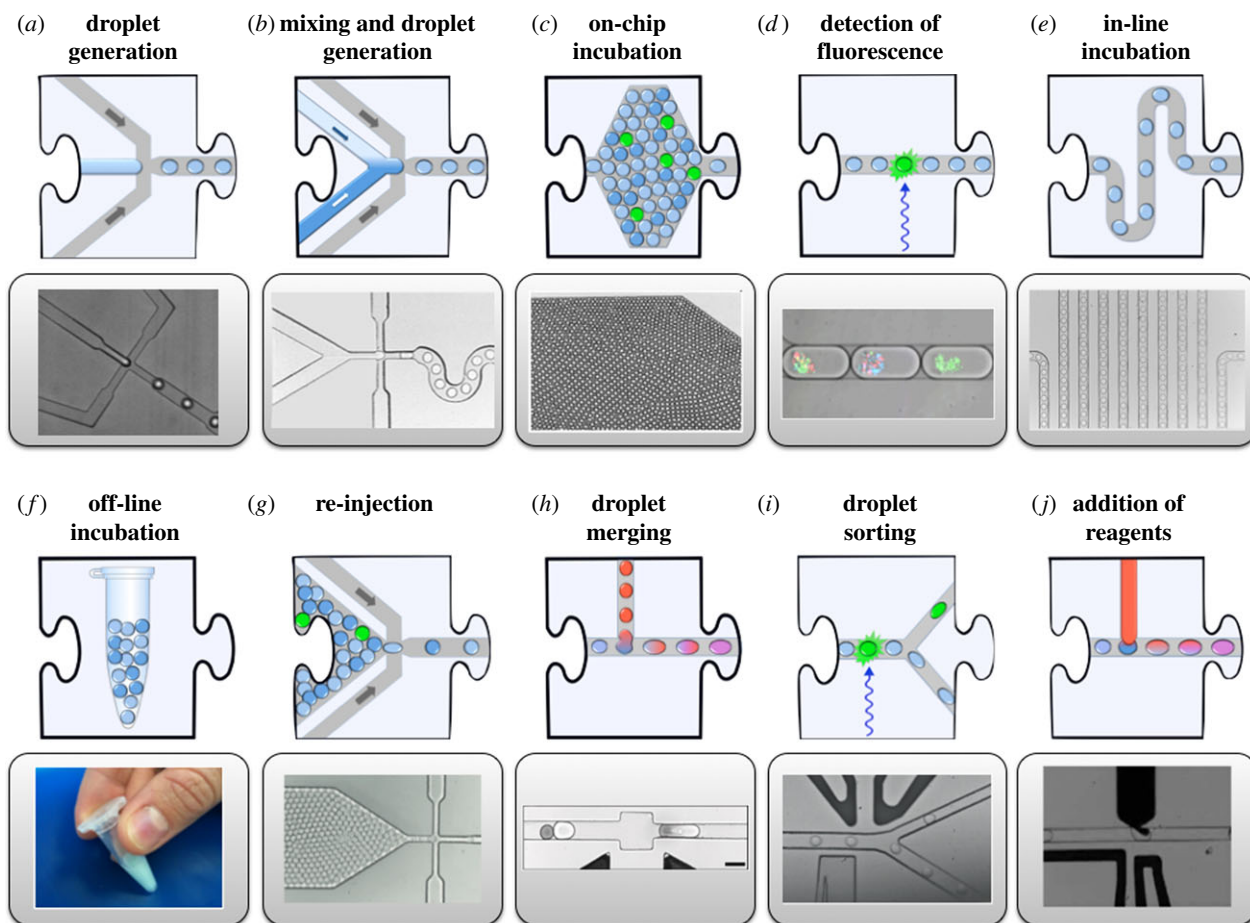 (a) droplet
generation
(b) mixing and droplet
generation
(c) on-chip
incubation
(d) detection of
fluorescence
(e) in-line
incubation
(f) off-line
incubation
(g) re-injection
(h) droplet
merging
(i) droplet
sorting
(j) addition of
reagents